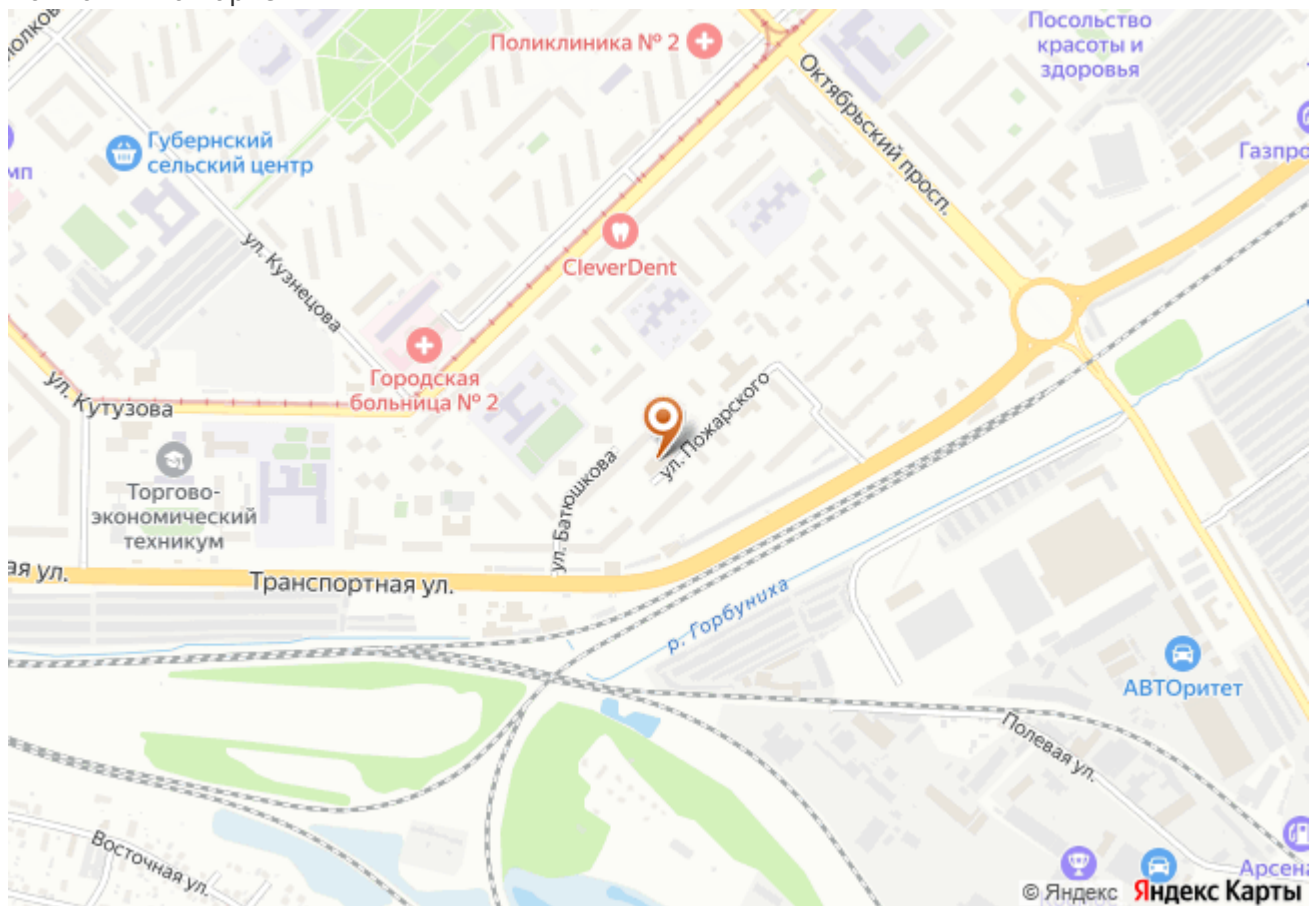 Поликлиника № 2
Посольство
красоты и
здоровья
Октябрьский просп.
Губернский
сельский центр
Газпро
мп
ул. Кузнецова
CleverDent
Городская
больница № 2
ул. Кутузова
ул. Пожарского
ул. Батюшкова
Торгово-
экономический
техникум
ая ул.
Транспортная ул.
р. Горбуниха
АВТОритет
Полевая ул.
Восточная ул.
Арсена
© Яндекс Яндекс Карты